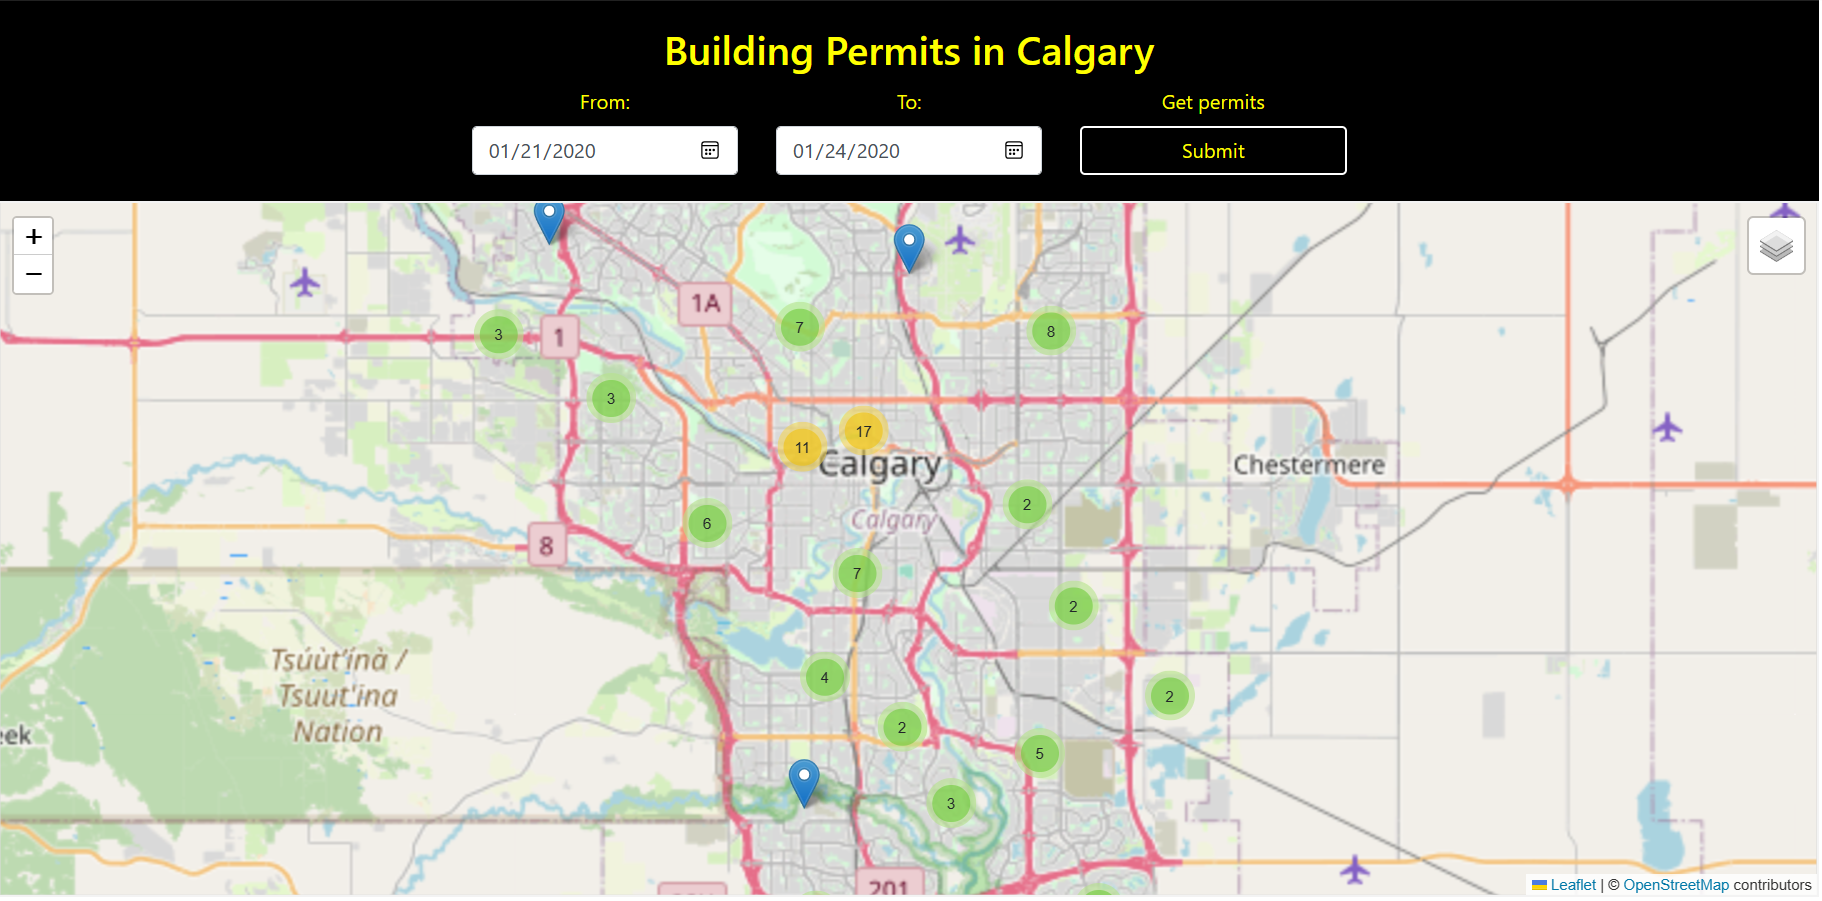 Building Permits in Calgary
From:
To:
Get permits
01/21/2020
01/24/2020
Submit
+
−
1A
3
1
7
8
3
11
17
Calgary
Chestermere
2
6
Calgary
8
7
2
Tsúùt'ínà /
Tsuut'ina
Nation
4
2
eek
2
5
3
201
Leaflet | © OpenStreetMap contributors